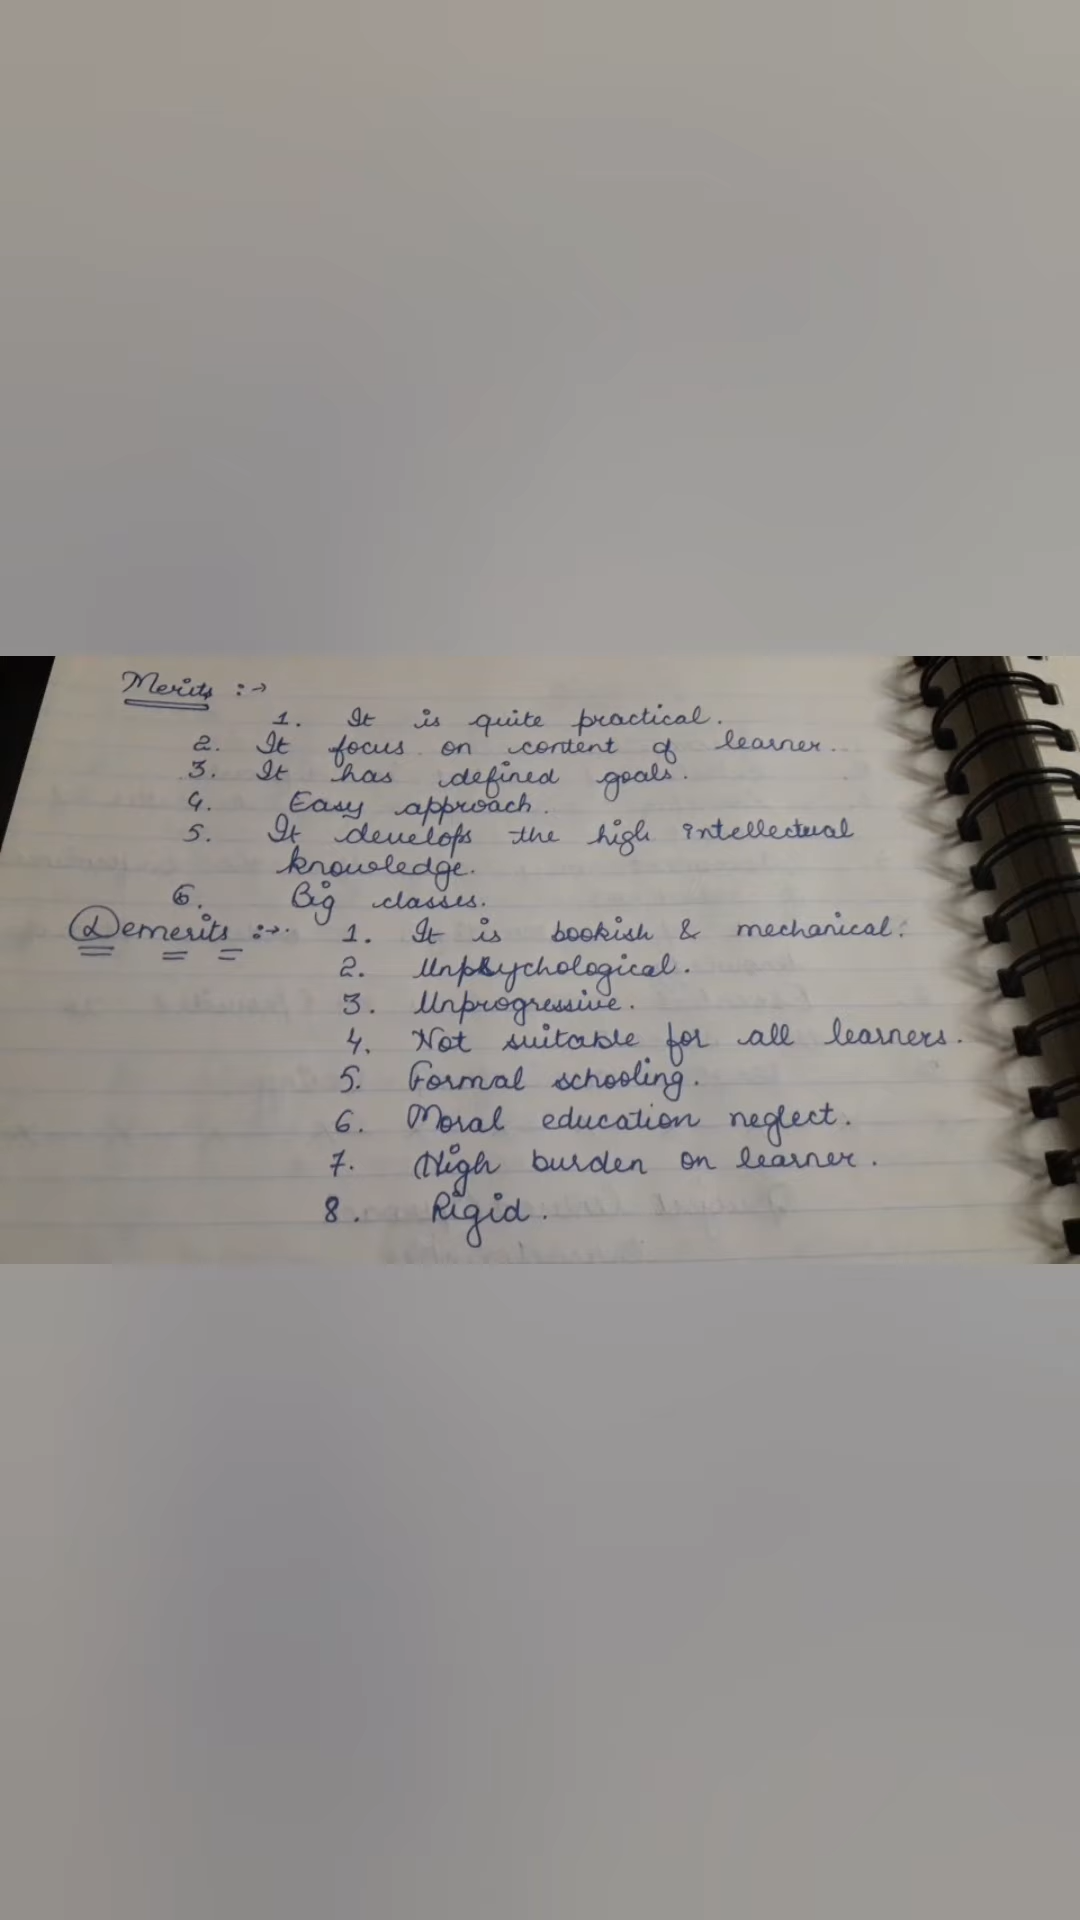 Merits :→
1. It is quite practical.
2. It focus on content of learner.
3. It has defined goals.
4. Easy approach.
5. It develops the high intellectual
knowledge.
6. Big classes.
Demerits :→ 1. It is bookish & mechanical.
2. Unpsychological.
3. Unprogressive.
4. Not suitable for all learners.
5. Formal schooling.
6. Moral education neglect.
7. High burden on learner.
8. Rigid.